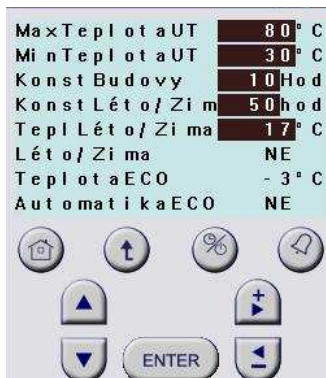 MaxTeplotaUT 80°C
MinTeplotaUT 30°C
KonstBudovy 10Hod
KonstLéto/Zim 50hod
TeplLéto/Zima 17°C
Léto/Zima NE
TeplotaECO -3°C
AutomatikaECO NE
ENTER